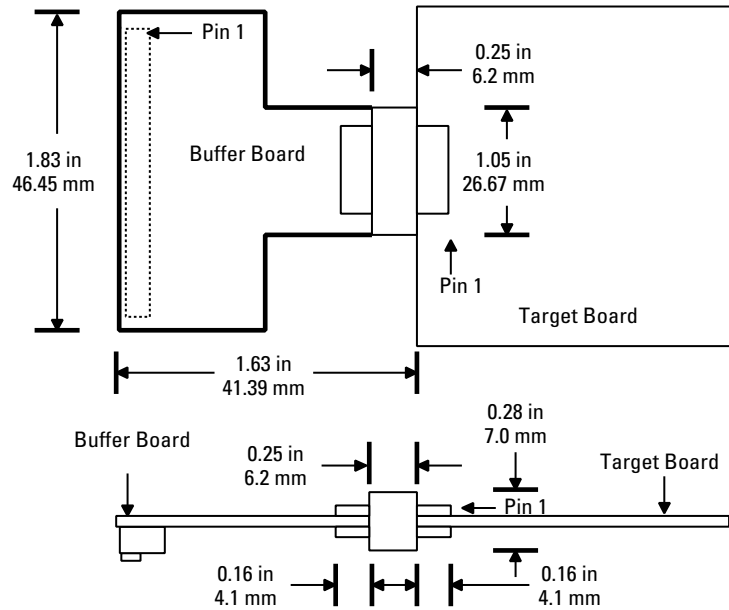 Pin 1
0.25 in
6.2 mm
1.83 in
46.45 mm
Buffer Board
1.05 in
26.67 mm
Pin 1
Target Board
1.63 in
41.39 mm
Buffer Board
0.25 in
6.2 mm
0.28 in
7.0 mm
Target Board
Pin 1
0.16 in
4.1 mm
0.16 in
4.1 mm